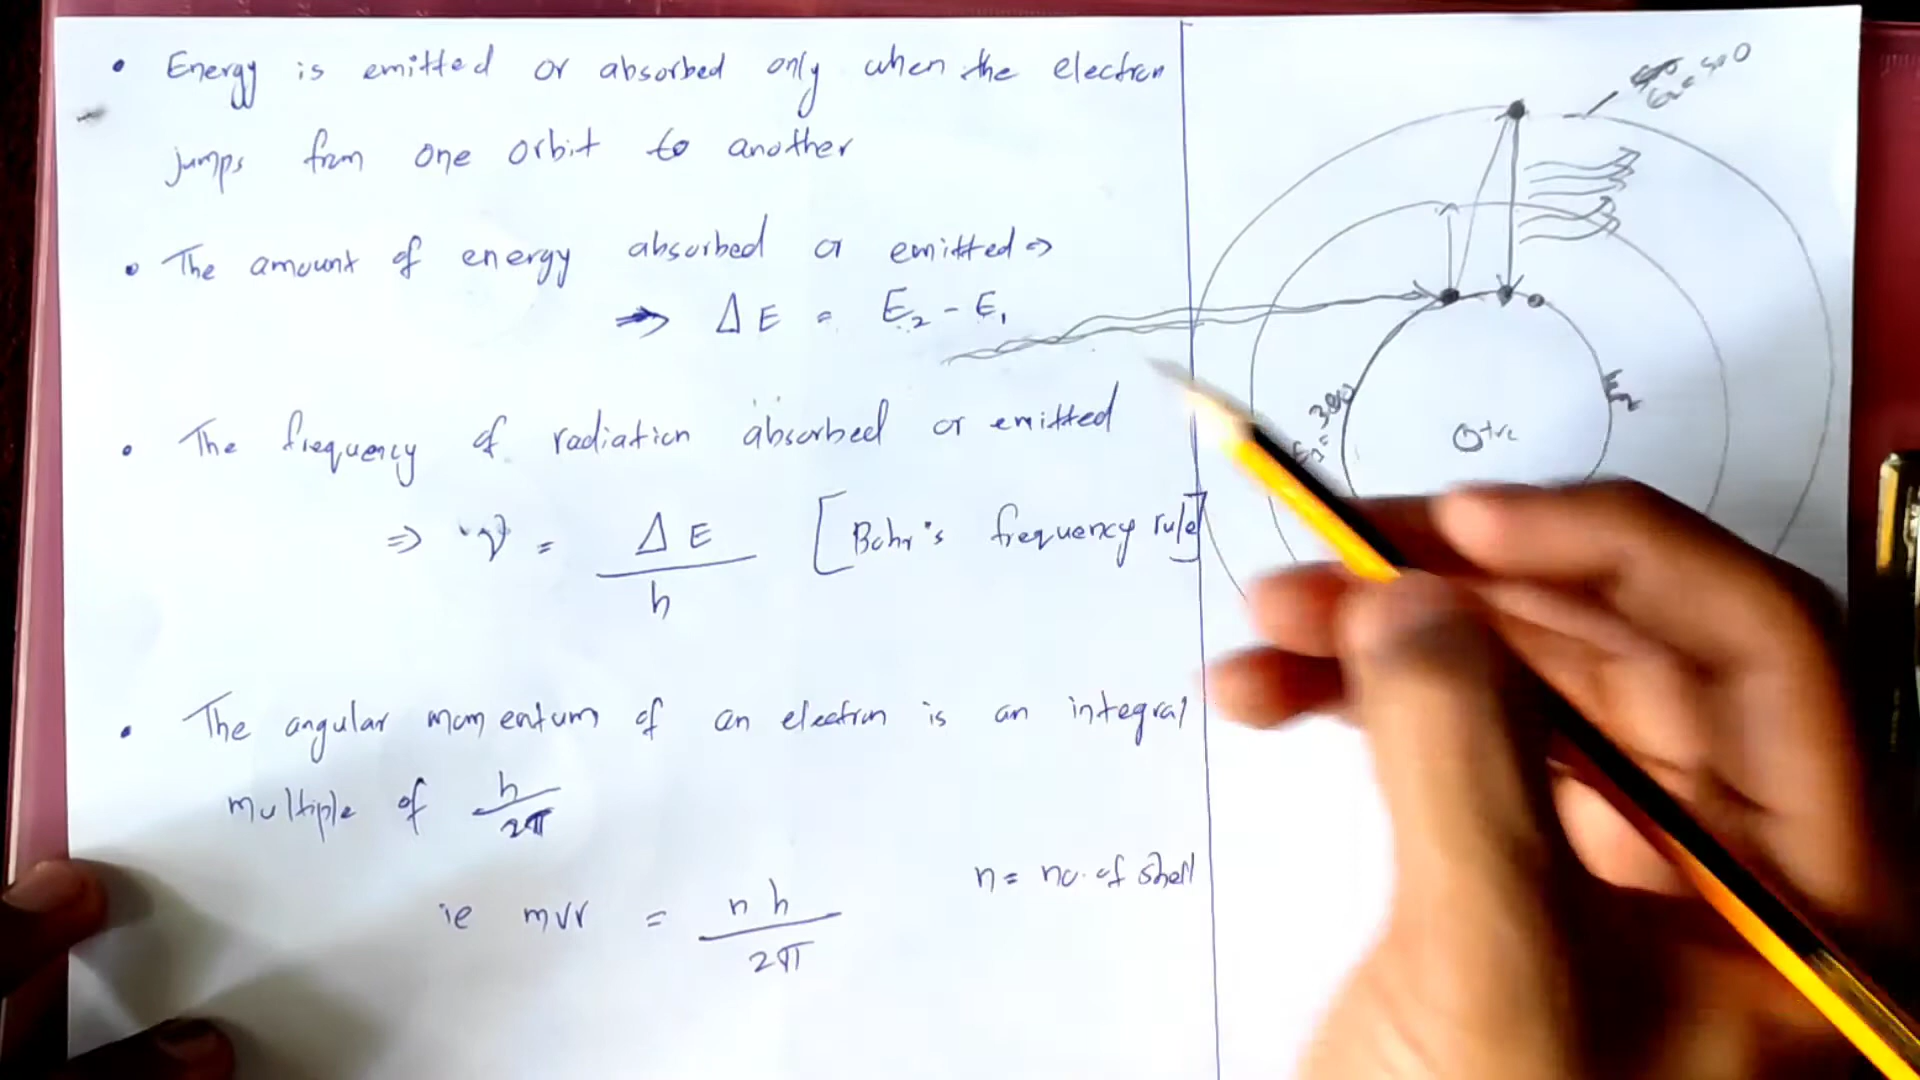 • Energy is emitted or absorbed only when the electron
jumps from one orbit to another
• The amount of energy absorbed or emitted ⇒
⇒ ΔE = E₂ - E₁
• The frequency of radiation absorbed or emitted
⇒ 'ν' = ΔE / h [Bohr's frequency rule]
• The angular momentum of an electron is an integral
multiple of h / 2π
n = no. of shell
ie mvr = n h / 2π
500
300
+ve